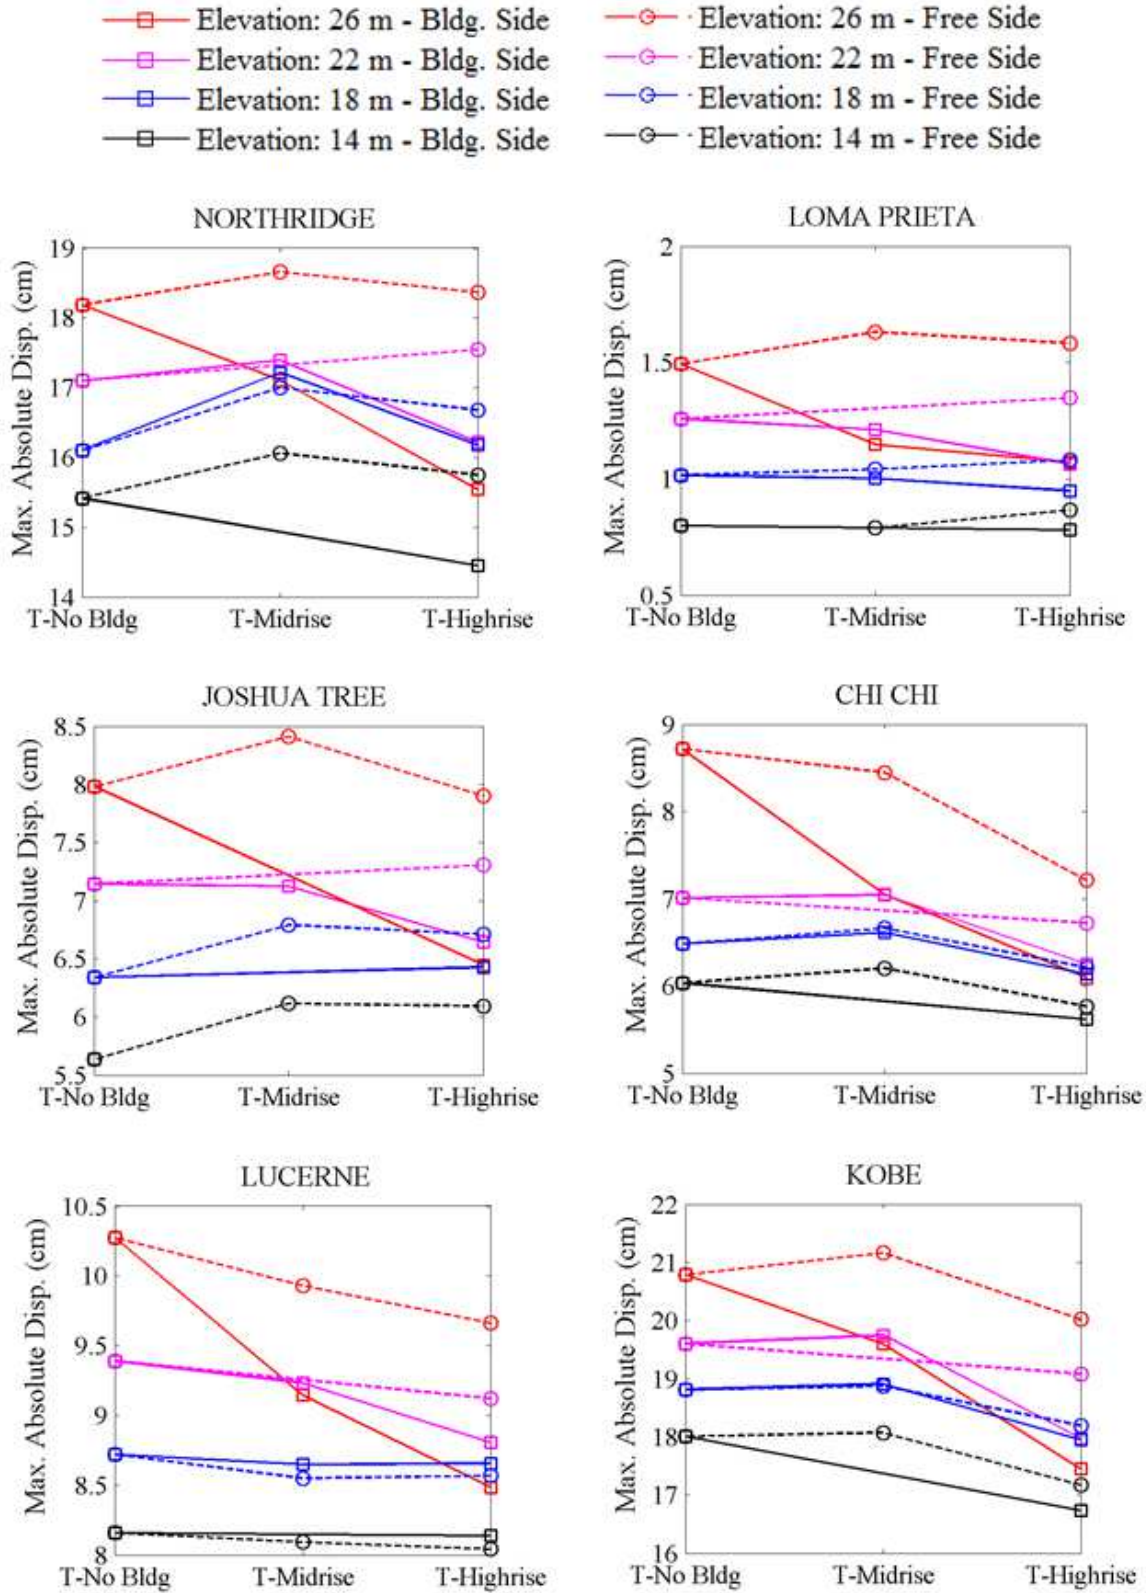 Elevation: 26 m - Bldg. Side
Elevation: 22 m - Bldg. Side
Elevation: 18 m - Bldg. Side
Elevation: 14 m - Bldg. Side
Elevation: 26 m - Free Side
Elevation: 22 m - Free Side
Elevation: 18 m - Free Side
Elevation: 14 m - Free Side
NORTHRIDGE
Max. Absolute Disp. (cm)
19
18
17
16
15
14
T-No Bldg T-Midrise T-Highrise
LOMA PRIETA
Max. Absolute Disp. (cm)
2
1.5
1
0.5
T-No Bldg T-Midrise T-Highrise
JOSHUA TREE
Max. Absolute Disp. (cm)
8.5
8
7.5
7
6.5
6
5.5
T-No Bldg T-Midrise T-Highrise
CHI CHI
Max. Absolute Disp. (cm)
9
8
7
6
5
T-No Bldg T-Midrise T-Highrise
LUCERNE
Max. Absolute Disp. (cm)
10.5
10
9.5
9
8.5
8
T-No Bldg T-Midrise T-Highrise
KOBE
Max. Absolute Disp. (cm)
22
21
20
19
18
17
16
T-No Bldg T-Midrise T-Highrise